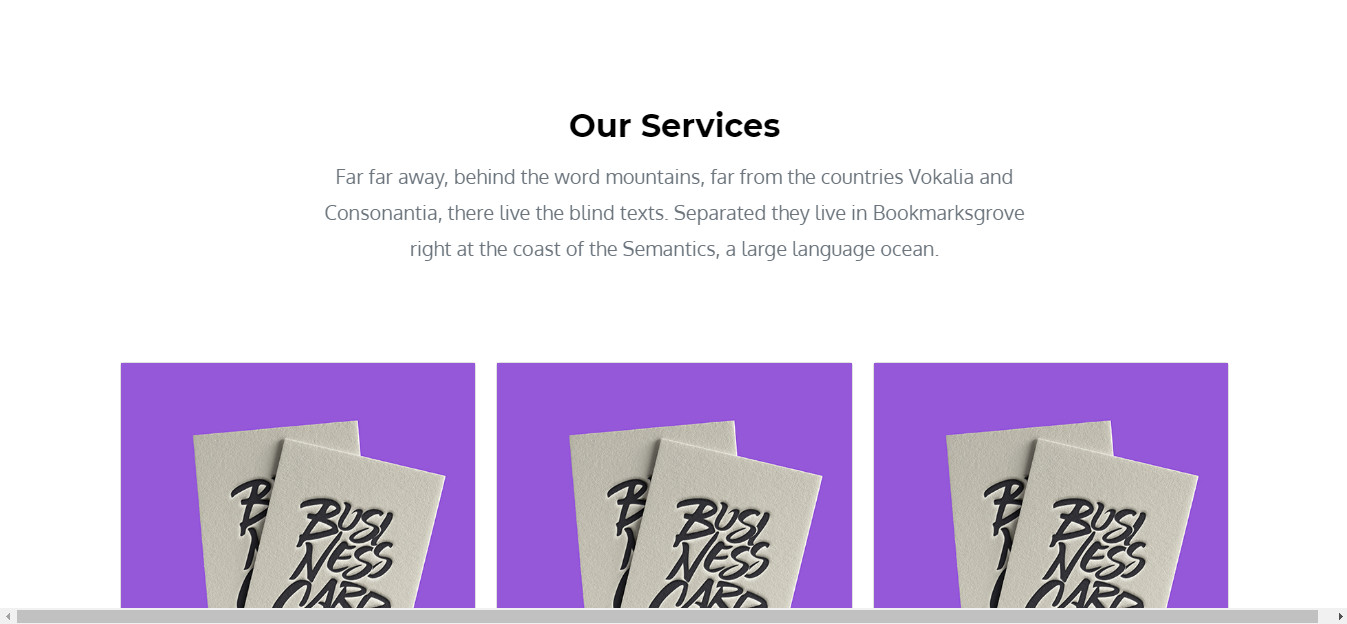 Our Services
Far far away, behind the word mountains, far from the countries Vokalia and
Consonantia, there live the blind texts. Separated they live in Bookmarksgrove
right at the coast of the Semantics, a large language ocean.
BUSI
NESS
CARD
BUSI
NESS
CARD
BUSI
NESS
CARD